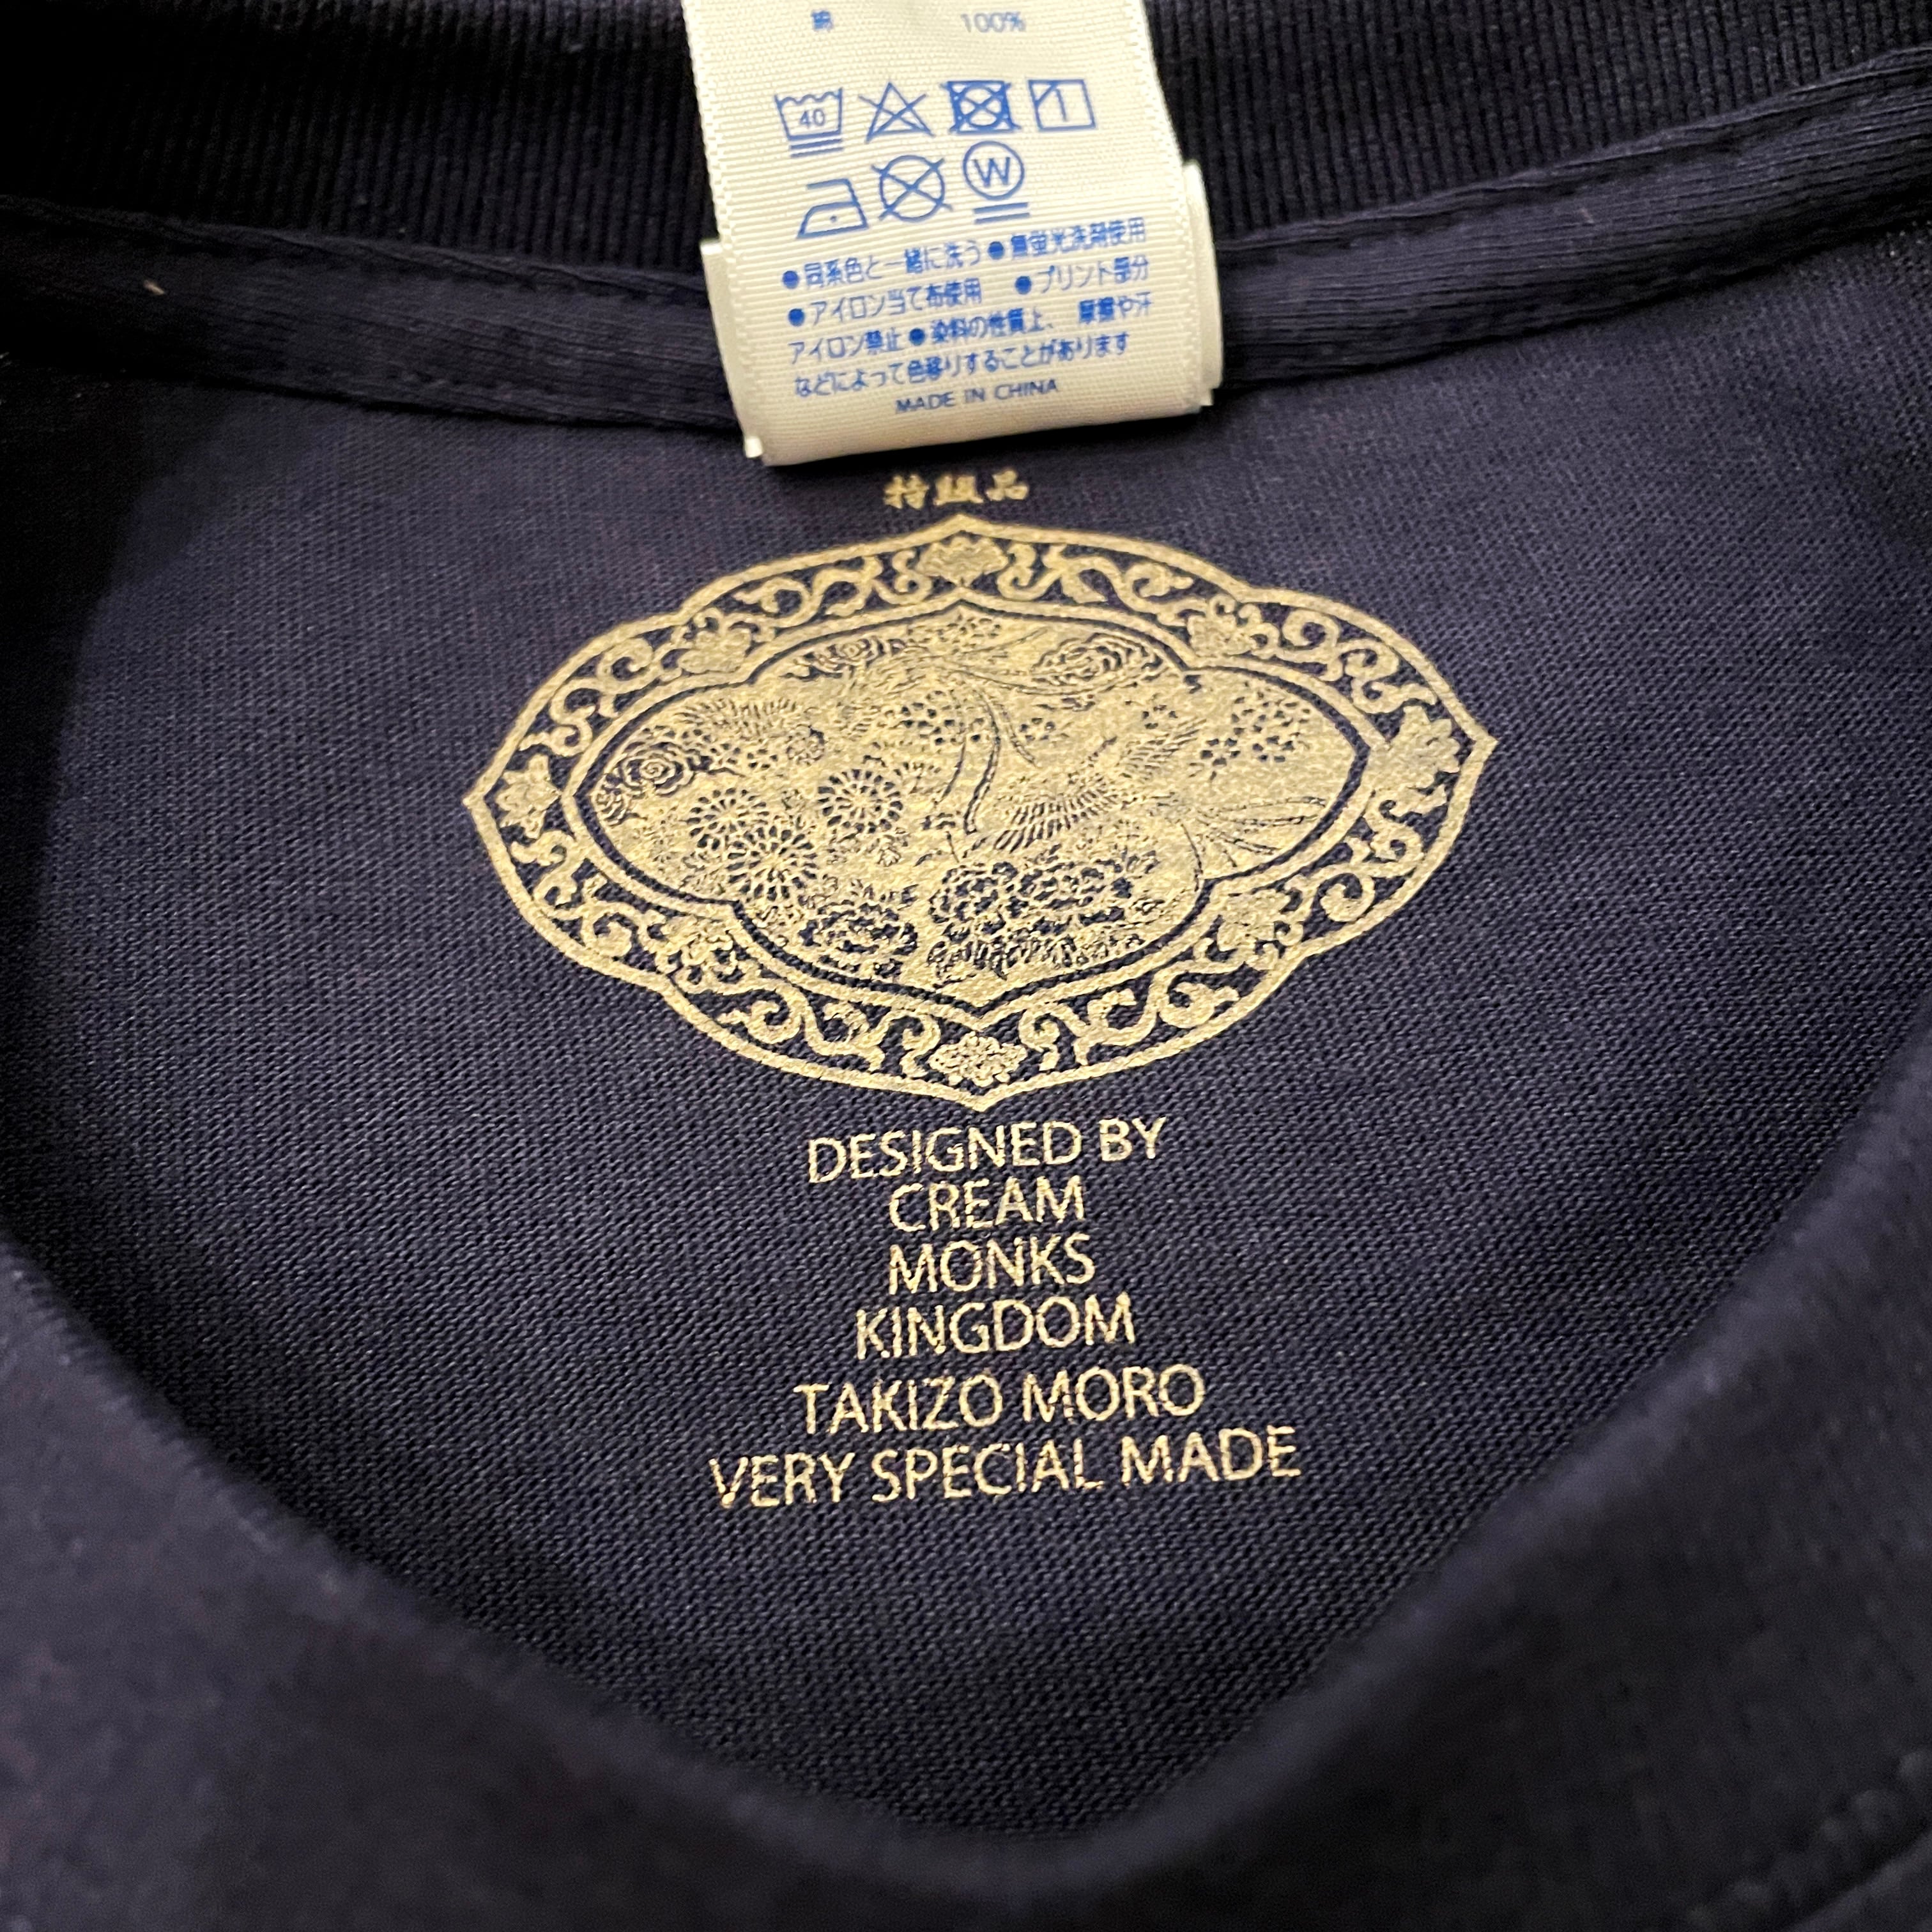 綿 100%
40
1
W
●同系色と一緒に洗う●無蛍光洗剤使用
●アイロン当て布使用 ●プリント部分
アイロン禁止●染料の性質上、 摩擦や汗
などによって色移りすることがあります
MADE IN CHINA
特級品
DESIGNED BY
CREAM
MONKS
KINGDOM
TAKIZO MORO
VERY SPECIAL MADE